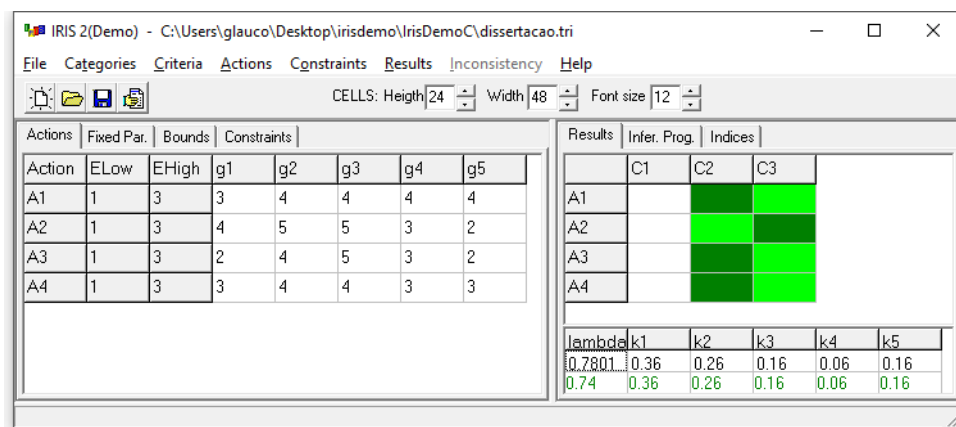 IRIS 2(Demo) - C:\Users\glauco\Desktop\irisdemo\IrisDemoC\dissertacao.tri
File Categories Criteria Actions Constraints Results Inconsistency Help
CELLS: Heigth 24 Width 48 Font size 12
Actions Fixed Par. Bounds Constraints
Action ELow EHigh g1 g2 g3 g4 g5
A1 1 3 3 4 4 4 4
A2 1 3 4 5 5 3 2
A3 1 3 2 4 5 3 2
A4 1 3 3 4 4 3 3
Results Infer. Prog. Indices
C1 C2 C3
A1
A2
A3
A4
lambda k1 k2 k3 k4 k5
0.7801 0.36 0.26 0.16 0.06 0.16
0.74 0.36 0.26 0.16 0.06 0.16